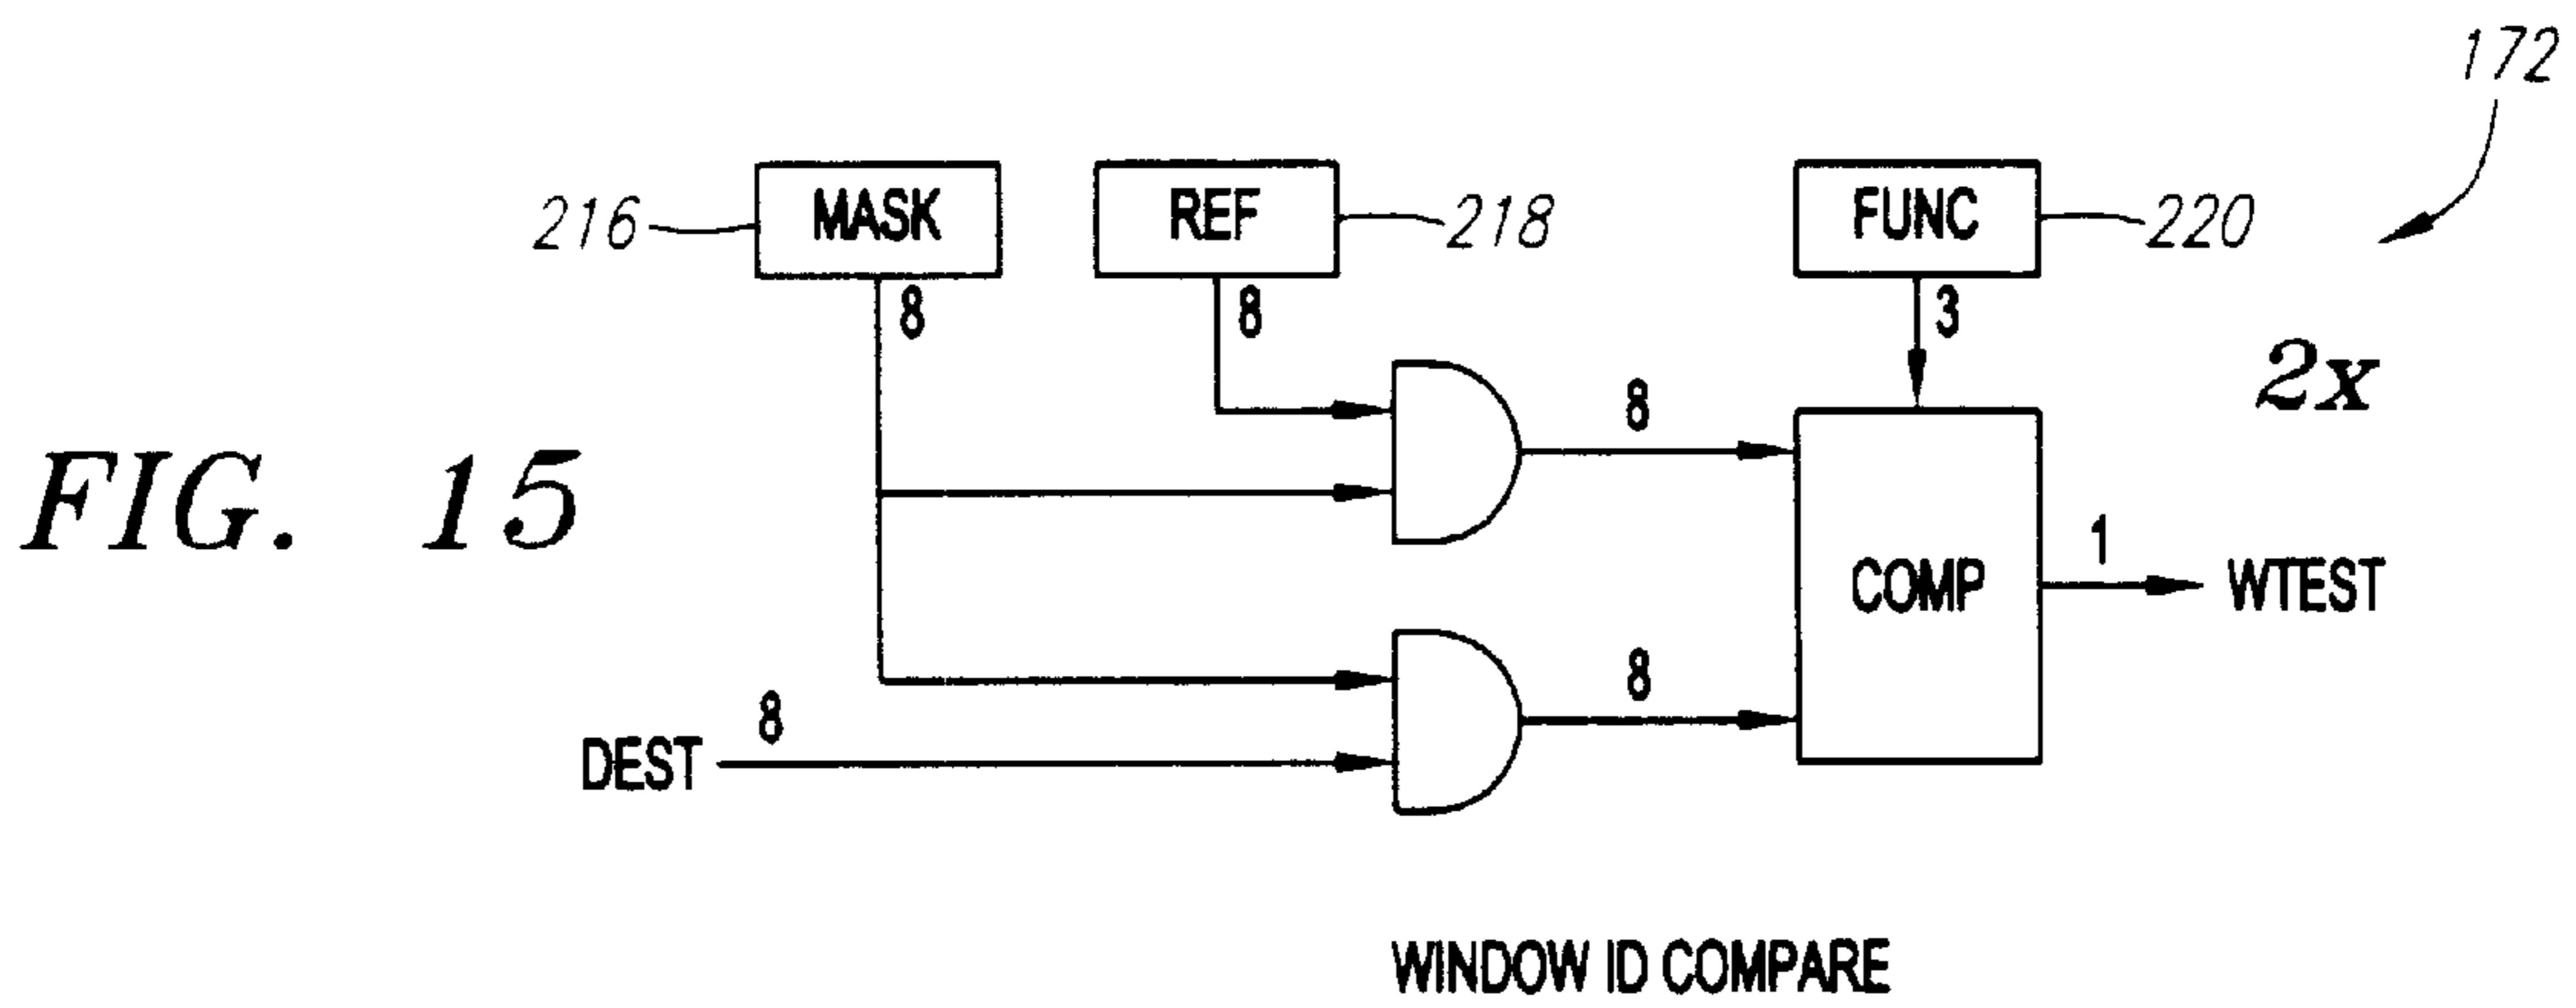 172
216 MASK REF 218 FUNC 220
8 8 3
2x
8
FIG. 15
1
COMP WTEST
8
8
DEST
WINDOW ID COMPARE